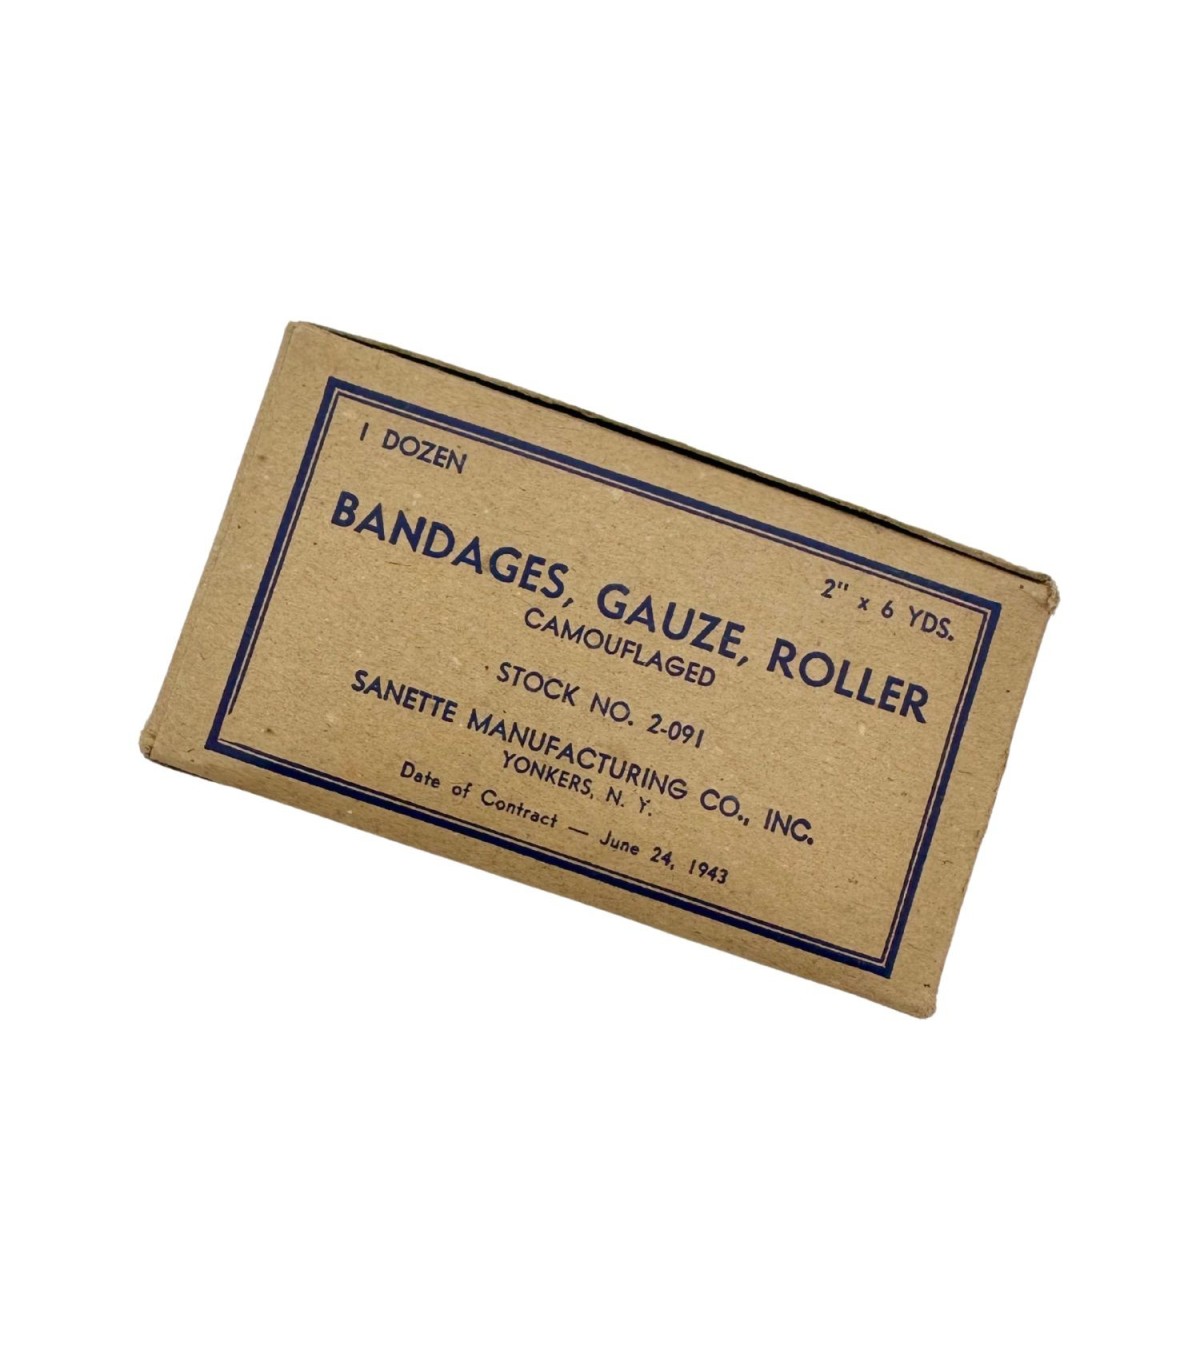 1 DOZEN
2" x 6 YDS.
BANDAGES, GAUZE, ROLLER
CAMOUFLAGED
STOCK NO. 2-091
SANETTE MANUFACTURING CO., INC.
YONKERS, N. Y.
Date of Contract — June 24, 1943